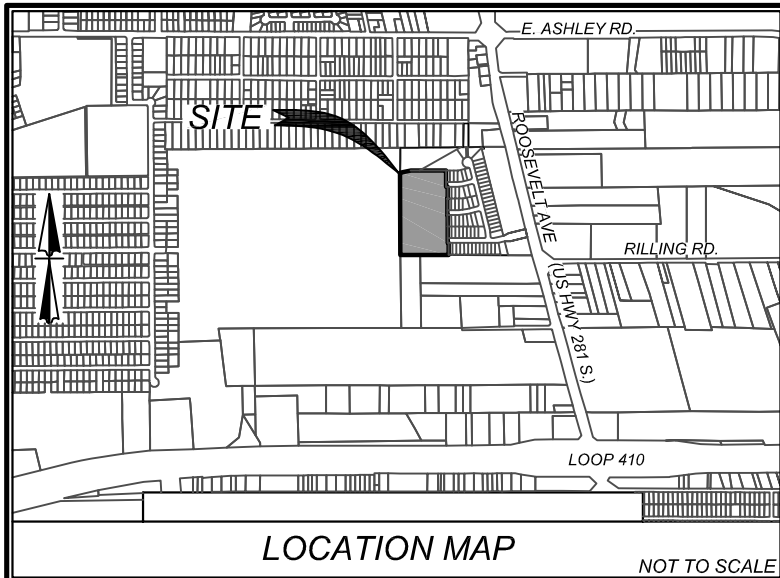 E. ASHLEY RD.
SITE
ROOSEVELT AVE
(US HWY 281 S.)
RILLING RD.
LOOP 410
LOCATION MAP
NOT TO SCALE